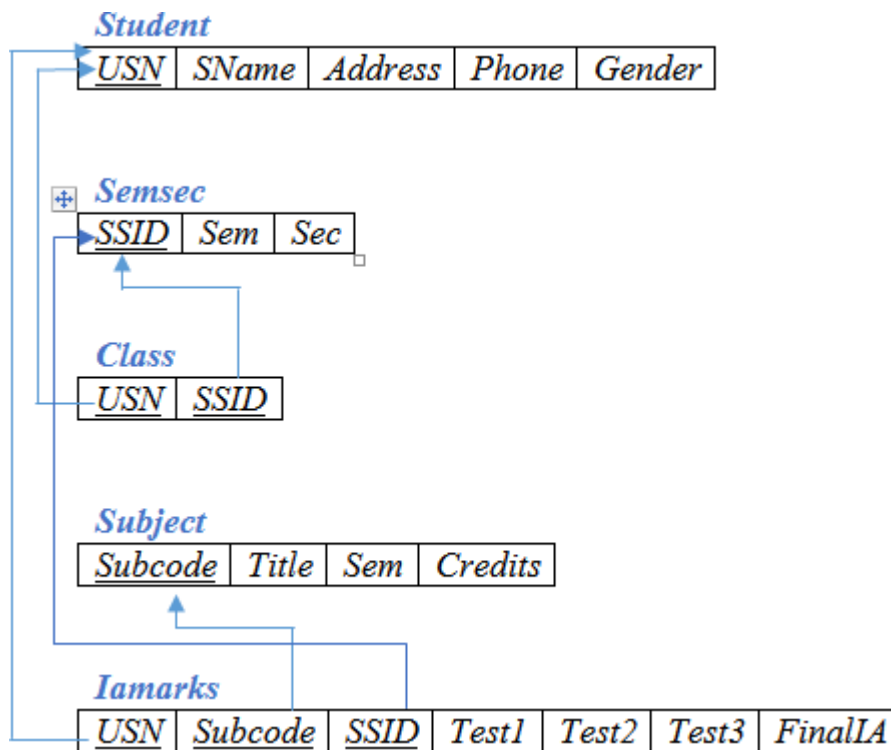 Student
USN SName Address Phone Gender
Semsec
SSID Sem Sec
Class
USN SSID
Subject
Subcode Title Sem Credits
Iamarks
USN Subcode SSID Test1 Test2 Test3 FinalIA